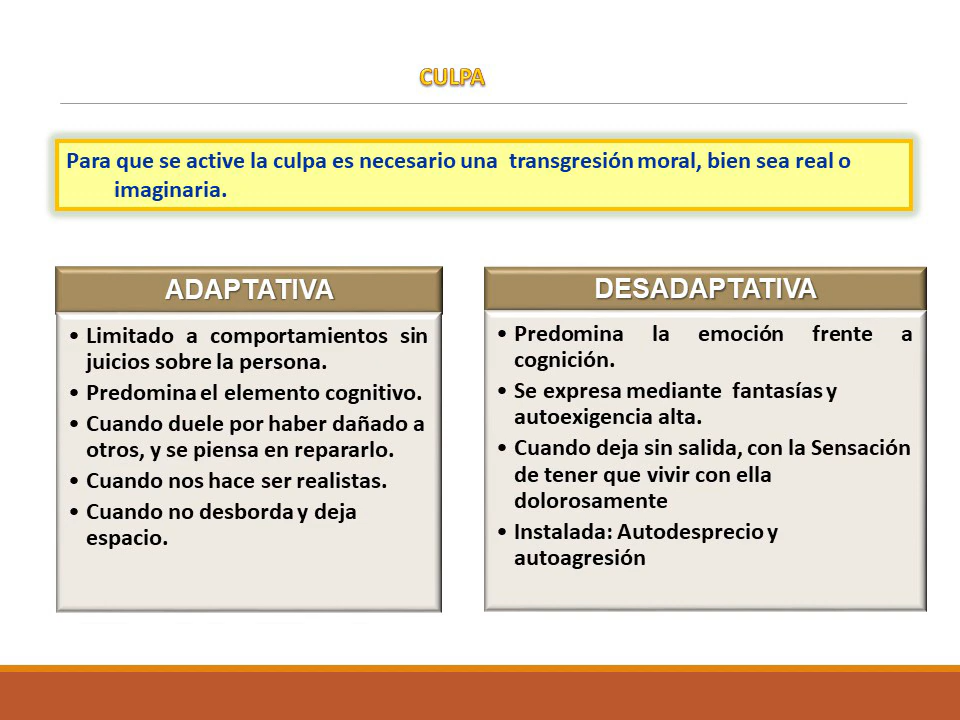 CULPA
Para que se active la culpa es necesario una  transgresión moral, bien sea real o
imaginaria.
ADAPTATIVA
• Limitado a comportamientos sin
juicios sobre la persona.
• Predomina el elemento cognitivo.
• Cuando duele por haber dañado a
otros, y se piensa en repararlo.
• Cuando nos hace ser realistas.
• Cuando no desborda y deja
espacio.
DESADAPTATIVA
• Predomina la emoción frente a
cognición.
• Se expresa mediante  fantasías y
autoexigencia alta.
• Cuando deja sin salida, con la Sensación
de tener que vivir con ella
dolorosamente
• Instalada: Autodesprecio y
autoagresión